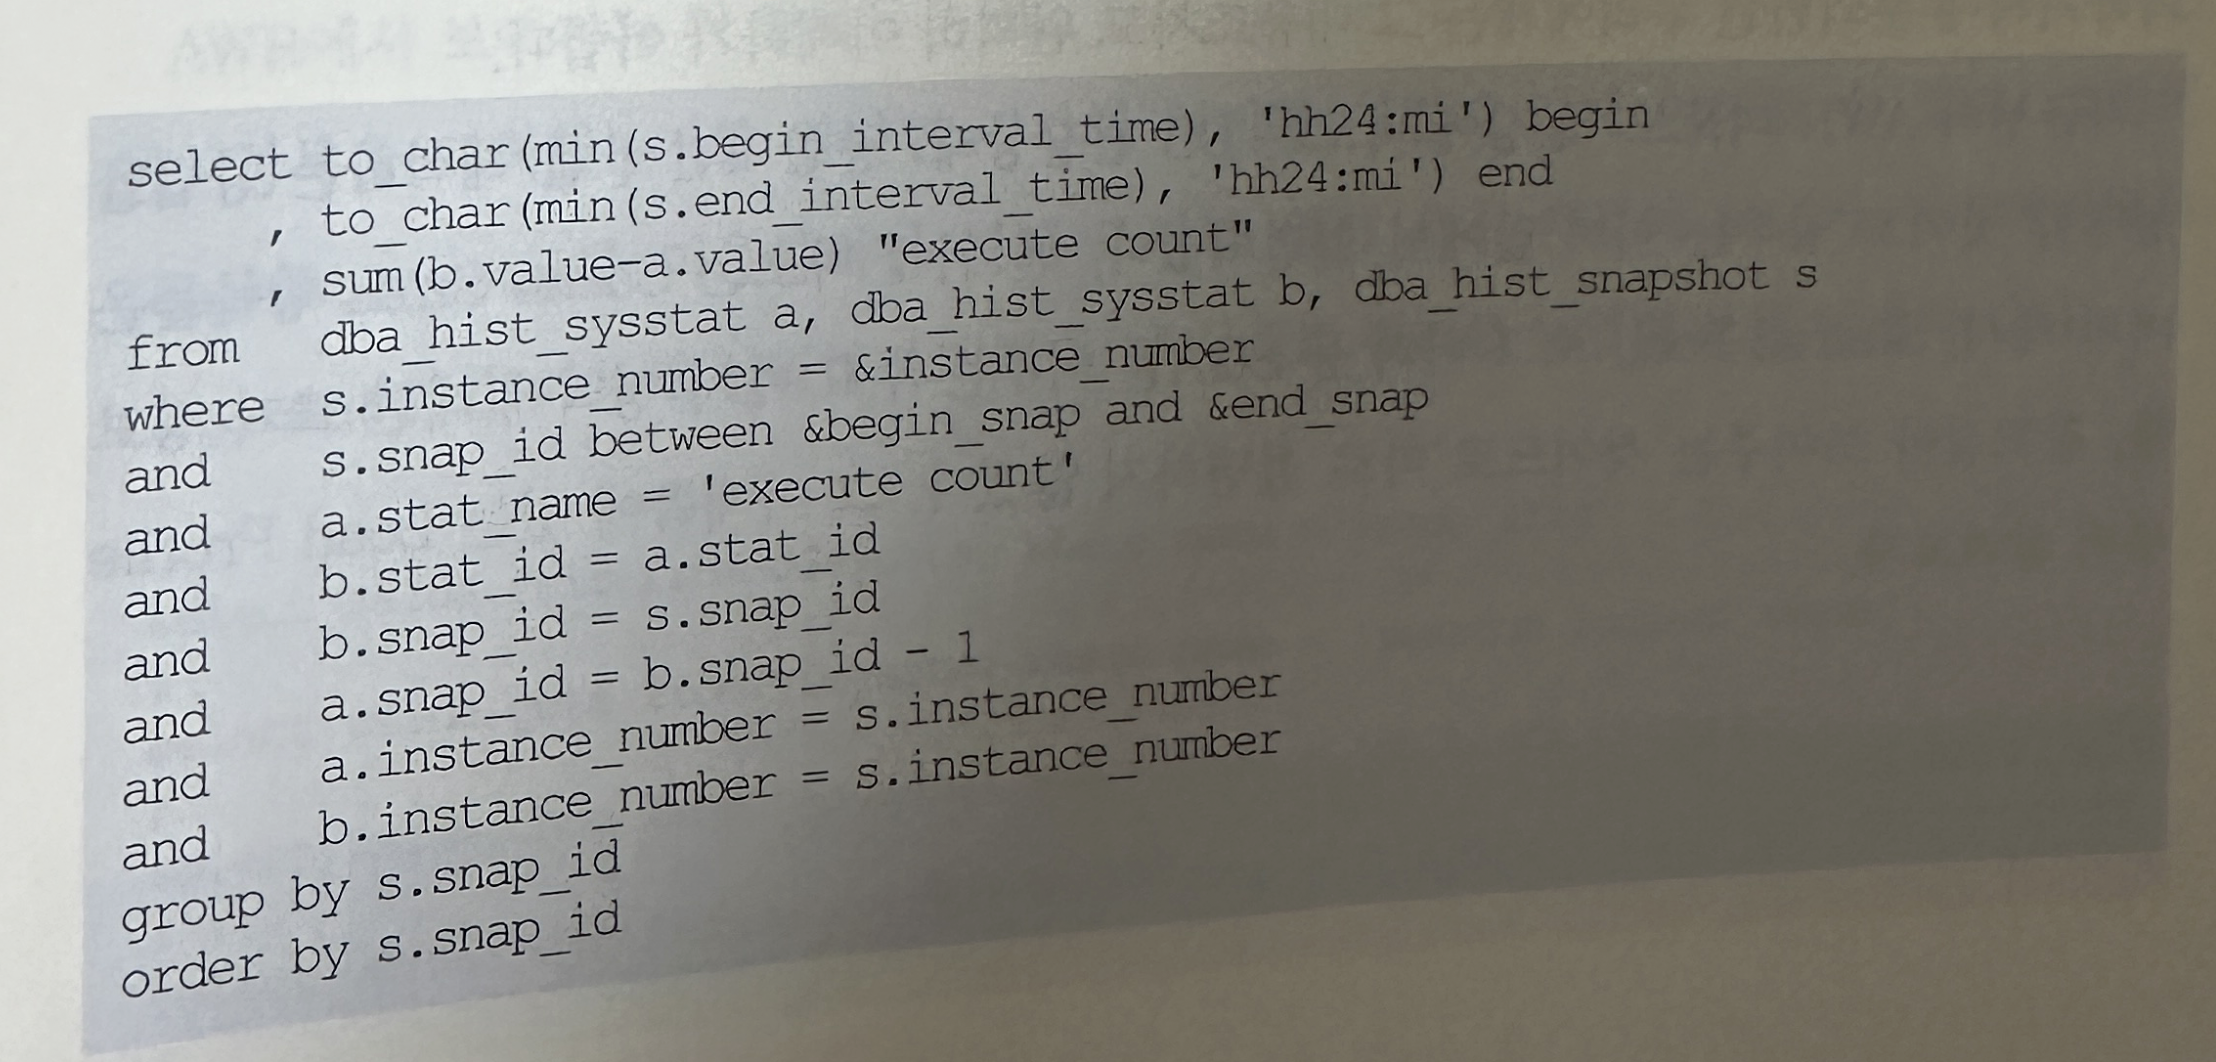 select to_char(min(s.begin_interval_time), 'hh24:mi') begin
, to_char(min(s.end_interval_time), 'hh24:mi') end
, sum(b.value-a.value) "execute count"
from dba_hist_sysstat a, dba_hist_sysstat b, dba_hist_snapshot s
where s.instance_number = &instance_number
and s.snap_id between &begin_snap and &end_snap
and a.stat_name = 'execute count'
and b.stat_id = a.stat_id
and b.snap_id = s.snap_id
and a.snap_id = b.snap_id - 1
and a.instance_number = s.instance_number
and b.instance_number = s.instance_number
group by s.snap_id
order by s.snap_id